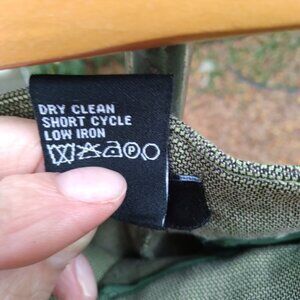 DRY CLEAN
SHORT CYCLE
LOW IRON
P